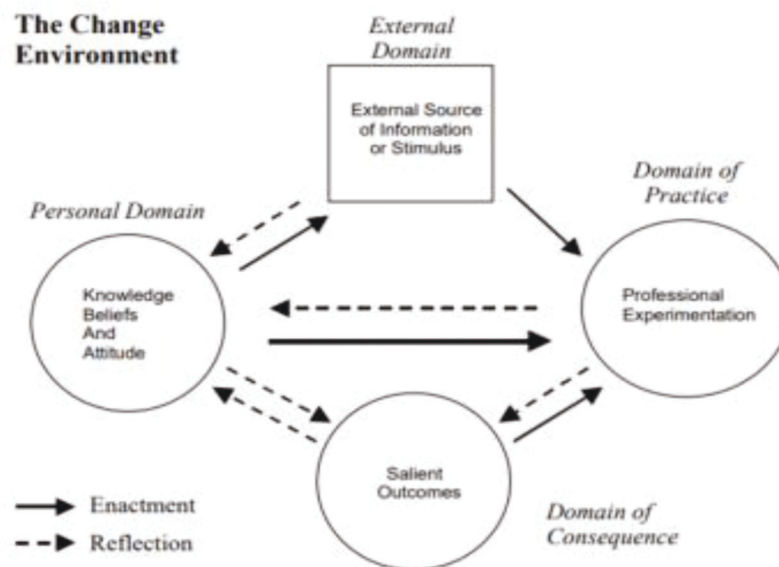 The Change
Environment
External
Domain
External Source
of Information
or Stimulus
Domain of
Practice
Personal Domain
Knowledge
Beliefs
And
Attitude
Professional
Experimentation
Salient
Outcomes
Enactment
Reflection
Domain of
Consequence